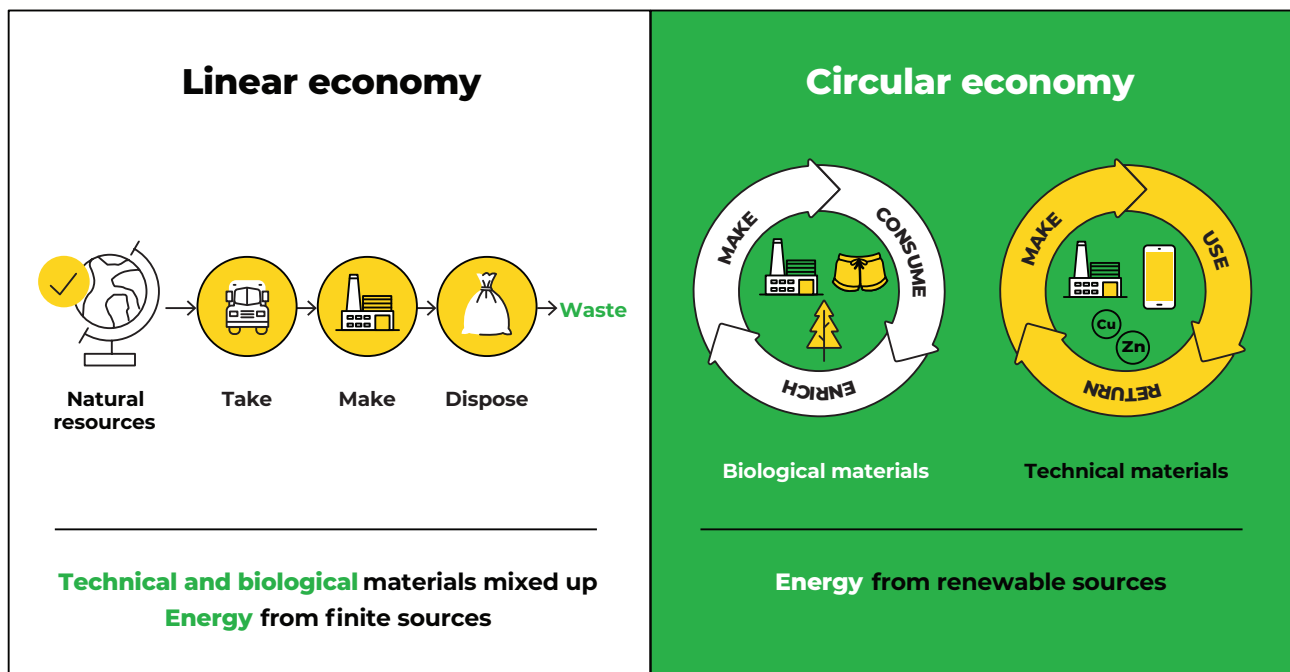 Linear economy
Natural
resources
Take
Make
Dispose
Waste
Technical and biological materials mixed up
Energy from finite sources
Circular economy
MAKE
CONSUME
ENRICH
Biological materials
MAKE
USE
RETURN
Cu
Zn
Technical materials
Energy from renewable sources